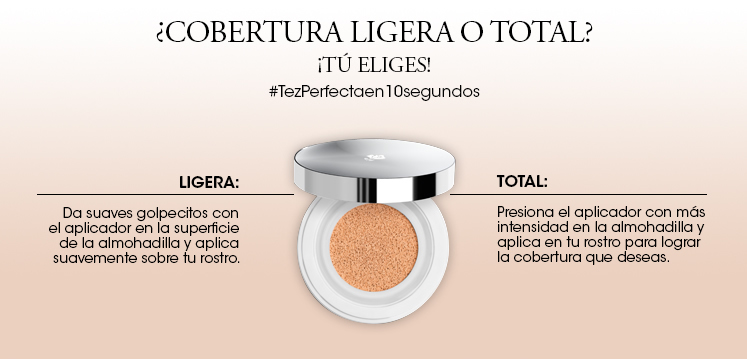 ¿COBERTURA LIGERA O TOTAL?
¡TÚ ELIGES!
#TezPerfectaen10segundos
LIGERA:
Da suaves golpecitos con
el aplicador en la superficie
de la almohadilla y aplica
suavemente sobre tu rostro.
TOTAL:
Presiona el aplicador con más
intensidad en la almohadilla y
aplica en tu rostro para lograr
la cobertura que deseas.